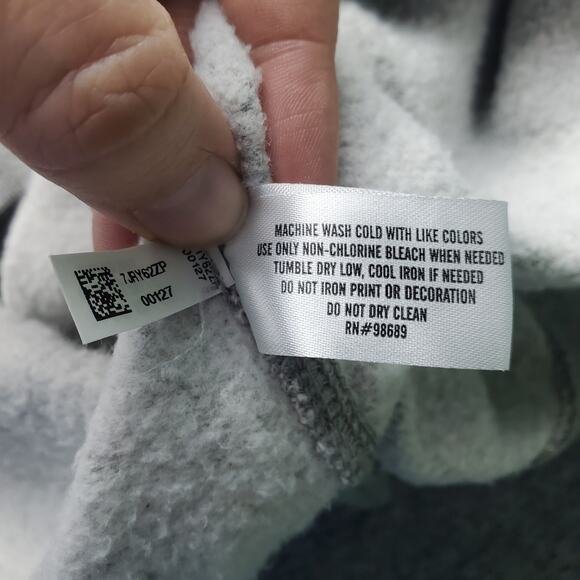 MACHINE WASH COLD WITH LIKE COLORS
USE ONLY NON-CHLORINE BLEACH WHEN NEEDED
TUMBLE DRY LOW, COOL IRON IF NEEDED
DO NOT IRON PRINT OR DECORATION
DO NOT DRY CLEAN
RN#98689
7JRY62ZP
00127